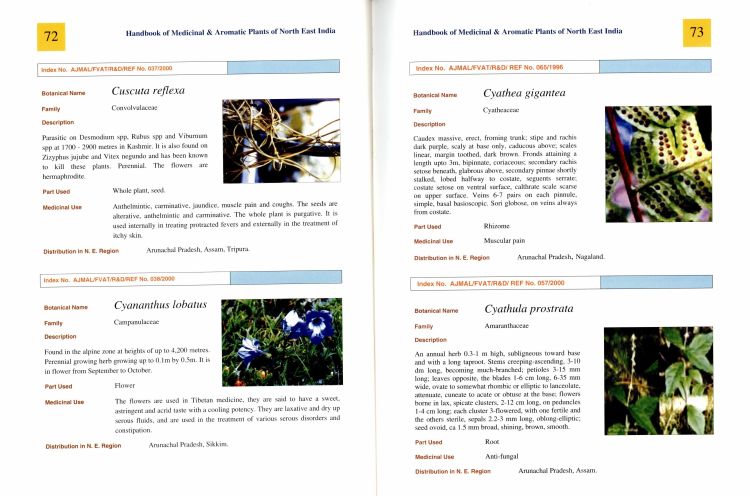 72
Handbook of Medicinal & Aromatic Plants of North East India
Index No. AJMAL/FVAT/R&D/REF No. 037/2000
Botanical Name Cuscuta reflexa
Family Convolvulaceae
Description
Parasitic on Desmodium spp, Rubus spp and Viburnum
spp at 1700 - 2900 metres in Kashmir. It is also found on
Zizyphus jujube and Vitex negundo and has been known
to kill these plants. Perennial. The flowers are
hermaphrodite.
Part Used Whole plant, seed.
Medicinal Use Anthelmintic, carminative, jaundice, muscle pain and coughs. The seeds are
alterative, anthelmintic and carminative. The whole plant is purgative. It is
used internally in treating protracted fevers and externally in the treatment of
itchy skin.
Distribution in N. E. Region Arunachal Pradesh, Assam, Tripura.
Index No. AJMAL/FVAT/R&D/REF No. 038/2000
Botanical Name Cyananthus lobatus
Family Campanulaceae
Description
Found in the alpine zone at heights of up to 4,200 metres.
Perennial growing herb growing up to 0.1m by 0.5m. It is
in flower from September to October.
Part Used Flower
Medicinal Use The flowers are used in Tibetan medicine, they are said to have a sweet,
astringent and acrid taste with a cooling potency. They are laxative and dry up
serous fluids, and are used in the treatment of various serous disorders and
constipation.
Distribution in N. E. Region Arunachal Pradesh, Sikkim.
Handbook of Medicinal & Aromatic Plants of North East India
73
Index No. AJMAL/FVAT/R&D/ REF No. 065/1996
Botanical Name Cyathea gigantea
Family Cyatheaceae
Description
Caudex massive, erect, froming trunk; stipe and rachis
dark purple, scaly at base only, caducous above; scales
linear, margin toothed, dark brown. Fronds attaining a
length upto 3m, bipinnate, coriaceous; secondary rachis
setose beneath, glabrous above, secondary pinnae shortly
stalked, lobed halfway to costate, seguents serrate;
costate setose on ventral surface, calthrate scale scarse
on upper surface. Veins 6-7 pairs on each pinnule,
simple, basal basioscopic. Sori globose, on veins always
from costate.
Part Used Rhizome
Medicinal Use Muscular pain
Distribution in N. E. Region Arunachal Pradesh, Nagaland.
Index No. AJMAL/FVAT/R&D/ REF No. 057/2000
Botanical Name Cyathula prostrata
Family Amaranthaceae
Description
An annual herb 0.3-1 m high, subligneous toward base
and with a long taproot. Stems creeping-ascending, 3-10
dm long, becoming much-branched; petioles 3-15 mm
long; leaves opposite, the blades 1-6 cm long, 6-35 mm
wide, ovate to somewhat rhombic or elliptic to lanceolate,
attenuate, cuneate to acute or obtuse at the base; flowers
borne in lax, spicate clusters, 2-12 cm long, on peduncles
1-4 cm long; each cluster 3-flowered, with one fertile and
the others sterile, sepals 2.2-3 mm long, oblong-elliptic;
seed ovoid, ca 1.5 mm broad, shining, brown, smooth.
Part Used Root
Medicinal Use Anti-fungal
Distribution in N. E. Region Arunachal Pradesh, Assam.